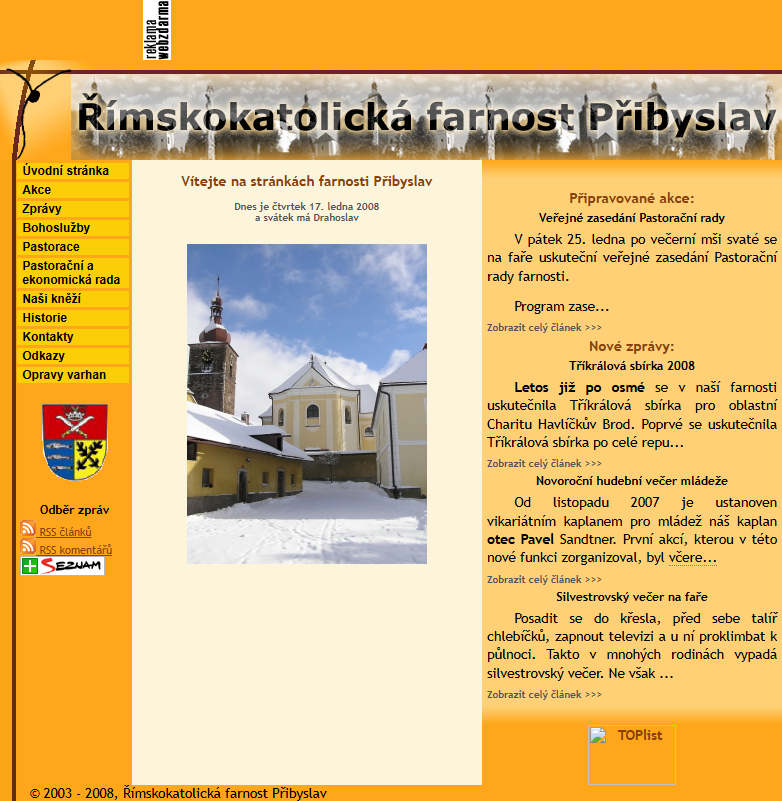 reklama
webzdarma
Římskokatolická farnost Přibyslav
Úvodní stránka
Akce
Zprávy
Bohoslužby
Pastorace
Pastorační a
ekonomická rada
Naši kněží
Historie
Kontakty
Odkazy
Opravy varhan
Odběr zpráv
RSS článků
RSS komentářů
SEZNAM
Vítejte na stránkách farnosti Přibyslav
Dnes je čtvrtek 17. ledna 2008
a svátek má Drahoslav
Připravované akce:
Veřejné zasedání Pastorační rady
V pátek 25. ledna po večerní mši svaté se
na faře uskuteční veřejné zasedání Pastorační
rady farnosti.
Program zase...
Zobrazit celý článek >>>
Nové zprávy:
Tříkrálová sbírka 2008
Letos již po osmé se v naší farnosti
uskutečnila Tříkrálová sbírka pro oblastní
Charitu Havlíčkův Brod. Poprvé se uskutečnila
Tříkrálová sbírka po celé repu...
Zobrazit celý článek >>>
Novoroční hudební večer mládeže
Od listopadu 2007 je ustanoven
vikariátním kaplanem pro mládež náš kaplan
otec Pavel Sandtner. První akcí, kterou v této
nové funkci zorganizoval, byl včere...
Zobrazit celý článek >>>
Silvestrovský večer na faře
Posadit se do křesla, před sebe talíř
chlebíčků, zapnout televizi a u ní proklimbat k
půlnoci. Takto v mnohých rodinách vypadá
silvestrovský večer. Ne však ...
Zobrazit celý článek >>>
TOPlist
© 2003 - 2008, Římskokatolická farnost Přibyslav